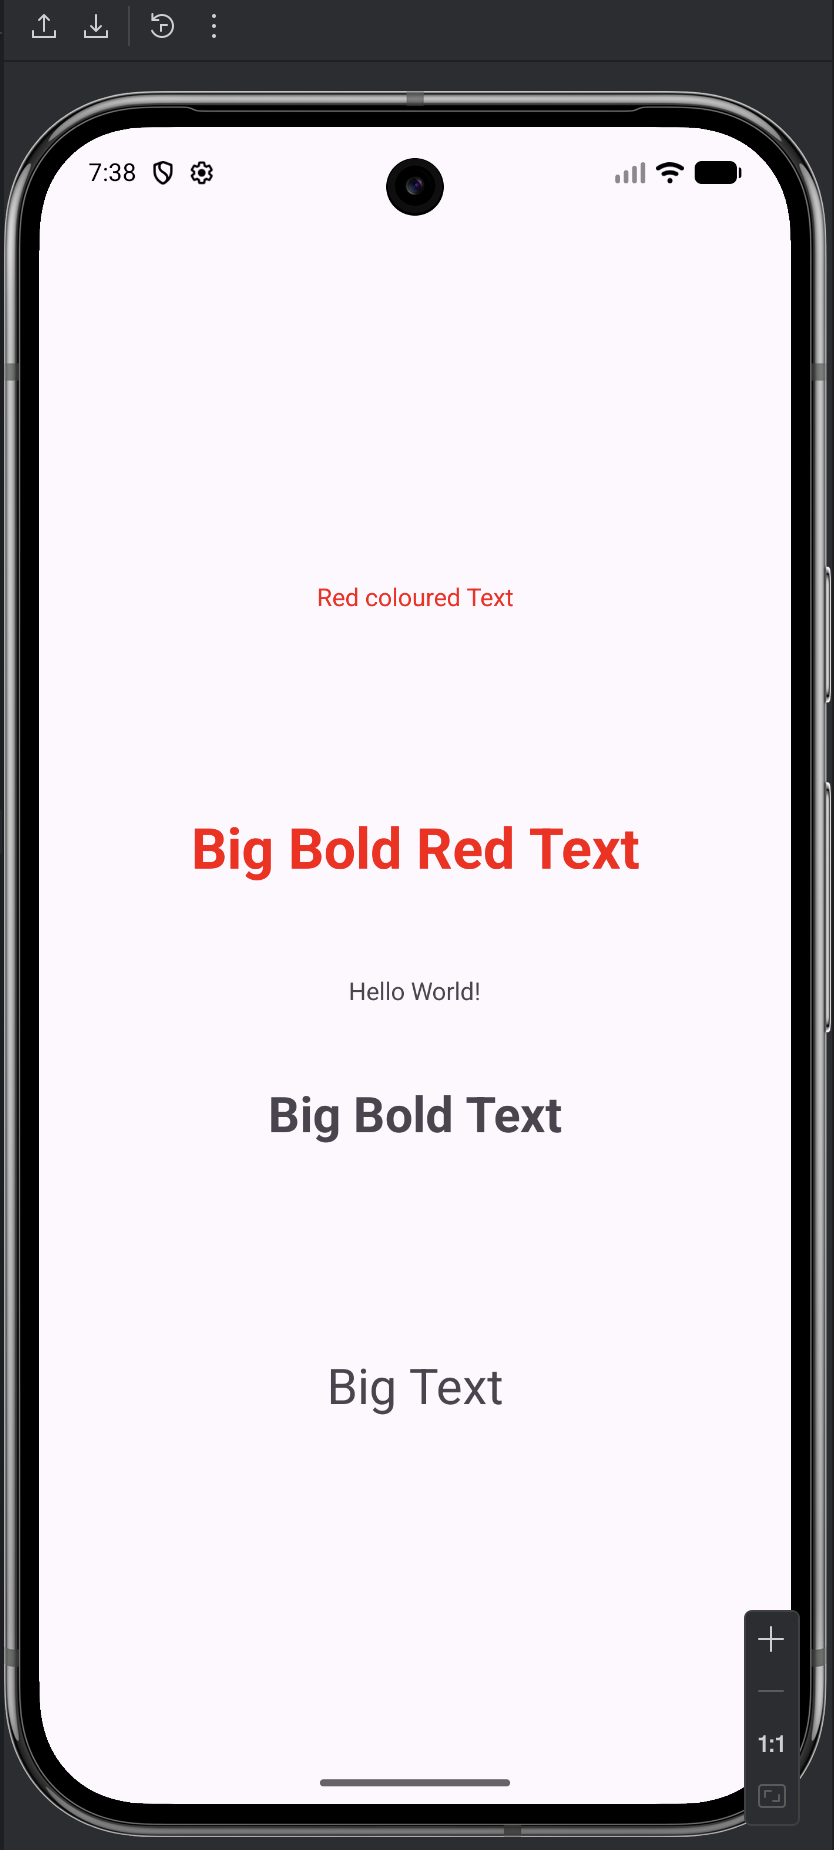 7:38
Red coloured Text
Big Bold Red Text
Hello World!
Big Bold Text
Big Text
1:1